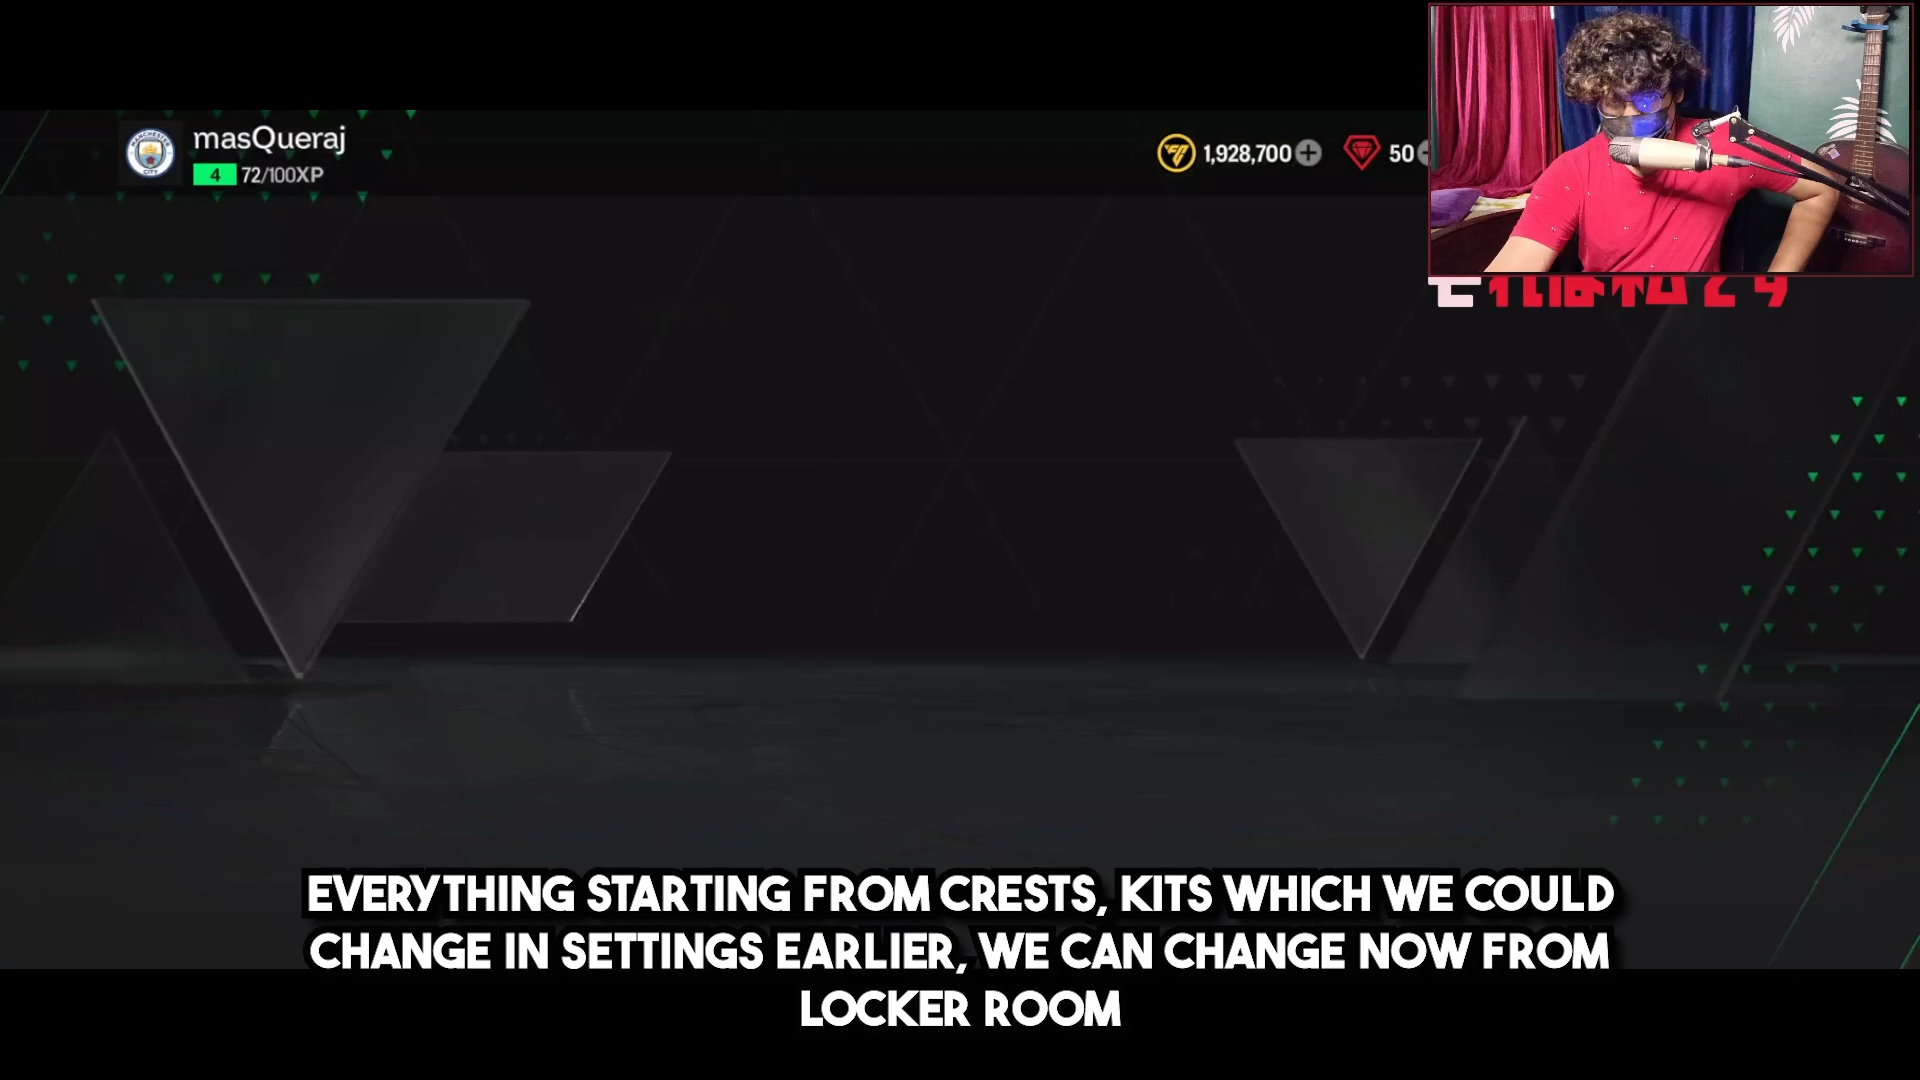 masQueraj
4 72/100XP
1,928,700
50
EVERYTHING STARTING FROM CRESTS, KITS WHICH WE COULD
CHANGE IN SETTINGS EARLIER, WE CAN CHANGE NOW FROM
LOCKER ROOM